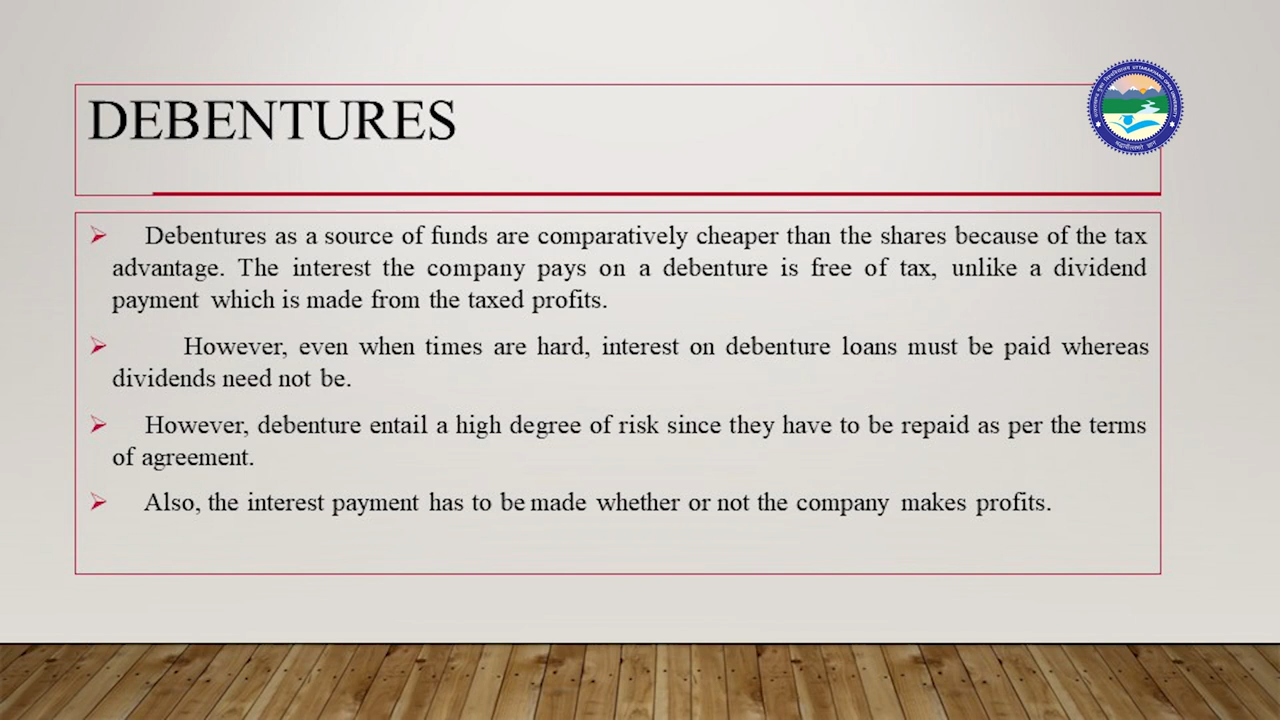 DEBENTURES
UTTARAKHAND OPEN UNIVERSITY
➢ Debentures as a source of funds are comparatively cheaper than the shares because of the tax
advantage. The interest the company pays on a debenture is free of tax, unlike a dividend
payment which is made from the taxed profits.
➢ However, even when times are hard, interest on debenture loans must be paid whereas
dividends need not be.
➢ However, debenture entail a high degree of risk since they have to be repaid as per the terms
of agreement.
➢ Also, the interest payment has to be made whether or not the company makes profits.